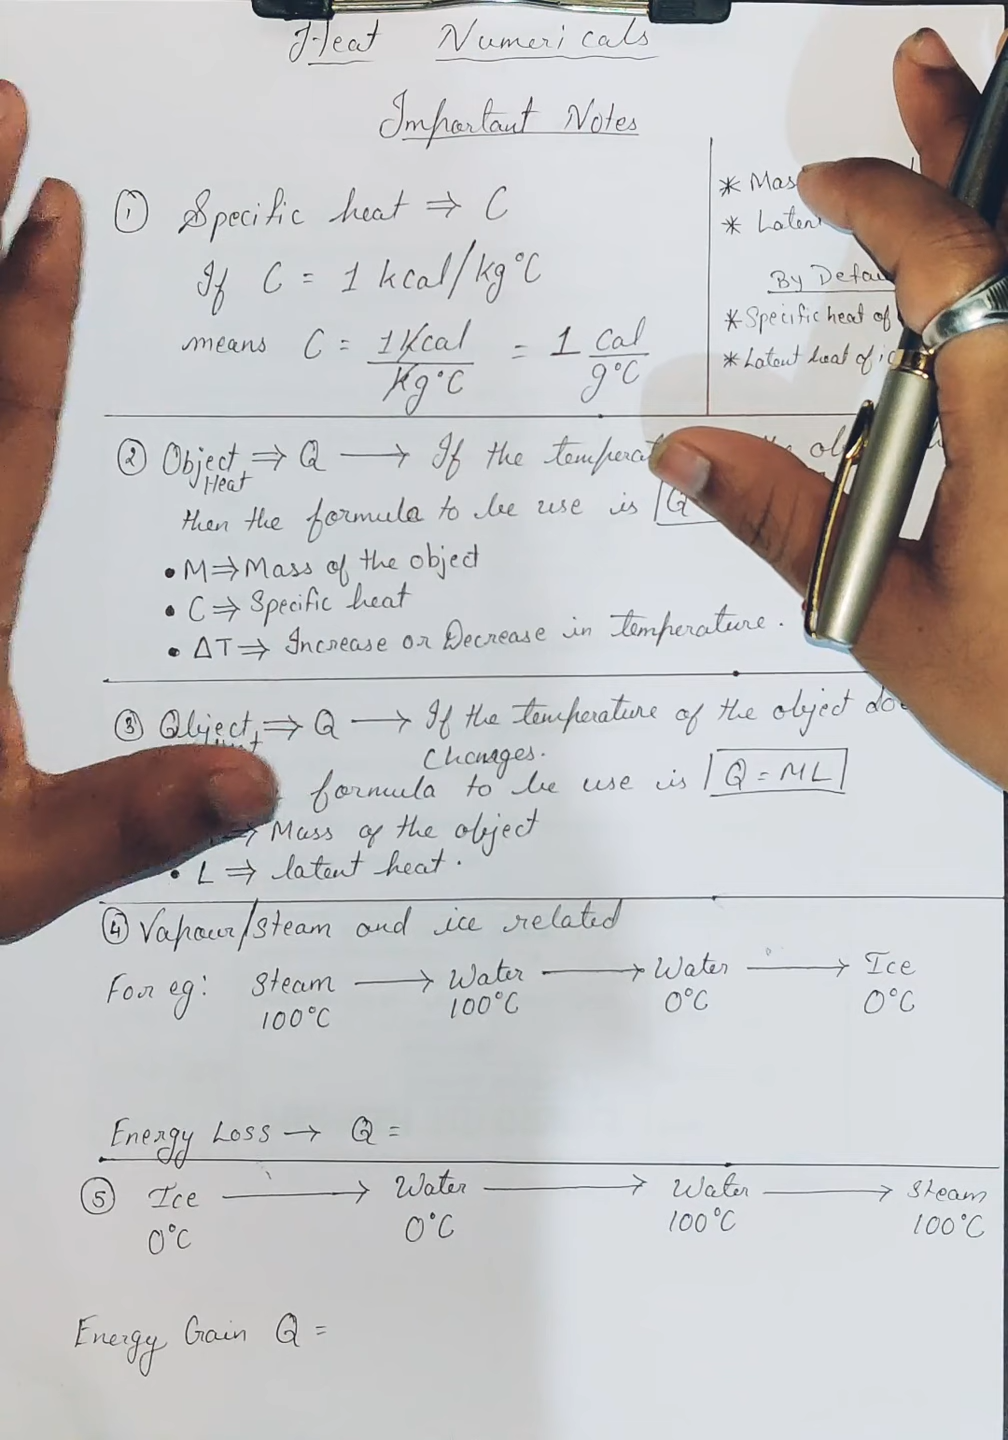 Heat Numericals
Important Notes
① Specific heat ⇒ C
If C = 1 kcal/kg°C
means C = 1 Kcal/Kg°C = 1 Cal/g°C
* Mas
* Laten
By Defau
* Specific heat of
* Latent heat of ic
② Object Heat ⇒ Q → If the temperat
then the formula to be use is Q
• M ⇒ Mass of the object
• C ⇒ Specific heat
• ΔT ⇒ Increase or Decrease in temperature.
③ Object ⇒ Q → If the temperature of the object do
Changes.
formula to be use is Q = ML
⇒ Mass of the object
• L ⇒ latent heat.
④ Vapour/Steam and ice related
For eg: Steam → Water → Water → Ice
100°C 100°C 0°C 0°C
Energy Loss → Q =
⑤ Ice → Water → Water → Steam
0°C 0°C 100°C 100°C
Energy Gain Q =